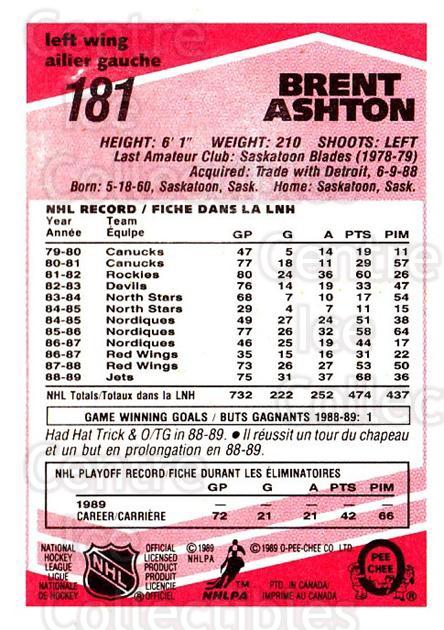 left wing
ailier gauche
181
BRENT
ASHTON
HEIGHT: 6' 1" WEIGHT: 210 SHOOTS: LEFT
Last Amateur Club: Saskatoon Blades (1978-79)
Acquired: Trade with Detroit, 6-9-88
Born: 5-18-60, Saskatoon, Sask. Home: Saskatoon, Sask.
NHL RECORD / FICHE DANS LA LNH
Year Team
Année Équipe GP G A PTS PIM
79-80 Canucks 47 5 14 19 11
80-81 Canucks 77 18 11 29 57
81-82 Rockies 80 24 36 60 26
82-83 Devils 76 14 19 33 47
83-84 North Stars 68 7 10 17 54
84-85 North Stars 29 4 7 11 15
84-85 Nordiques 49 27 24 51 38
85-86 Nordiques 77 26 32 58 64
86-87 Nordiques 46 25 19 44 17
86-87 Red Wings 35 15 16 31 22
87-88 Red Wings 73 26 27 53 50
88-89 Jets 75 31 37 68 36
NHL Totals/Totaux dans la LNH 732 222 252 474 437
GAME WINNING GOALS / BUTS GAGNANTS 1988-89: 1
Had Hat Trick & O/TG in 88-89. • Il réussit un tour du chapeau
et un but en prolongation en 88-89.
NHL PLAYOFF RECORD/FICHE DURANT LES ÉLIMINATOIRES
GP G A PTS PIM
1989 — — — — —
CAREER/CARRIÈRE 72 21 21 42 66
NATIONAL
HOCKEY
LEAGUE
LIGUE
NATIONALE
DE HOCKEY
NHL
OFFICIAL
LICENSED
PRODUCT
PRODUIT
LICENCIÉ
OFFICIEL
®
© 1989
NHLPA
NHLPA
TM
© 1989 O-PEE-CHEE CO. LTD.
PTD. IN CANADA/
IMPRIMÉ AU CANADA
O
PEE
CHEE
®
Centre
Ice
Collectibles